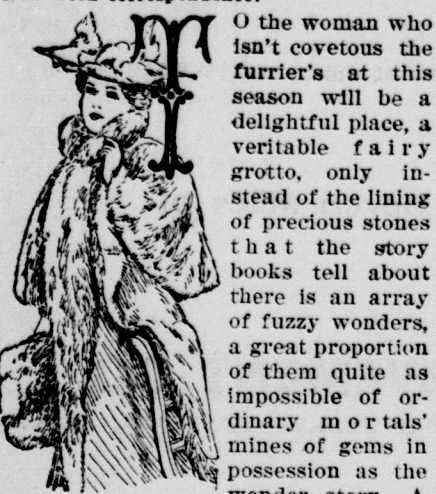 TO the woman who
isn't covetous the
furrier's at this
season will be a
delightful place, a
veritable fairy
grotto, only in-
stead of the lining
of precious stones
that the story
books tell about
there is an array
of fuzzy wonders,
a great proportion
of them quite as
impossible of or-
dinary mortals'
mines of gems in
possession as the
wonder story. A